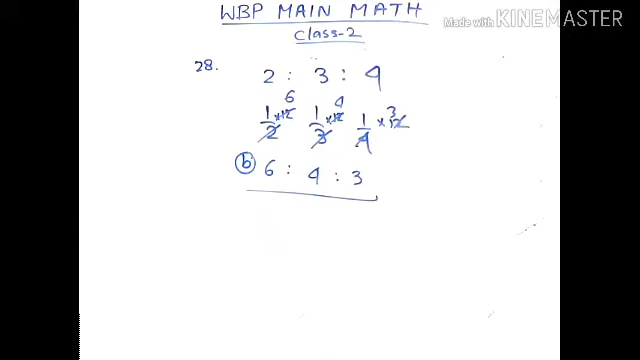 WBP MAIN MATH
Made with KINEMASTER
class-2
28.
2 : 3 : 4
6 4 3
1/2 ×12 1/3 ×12 1/4 ×12
(b) 6 : 4 : 3